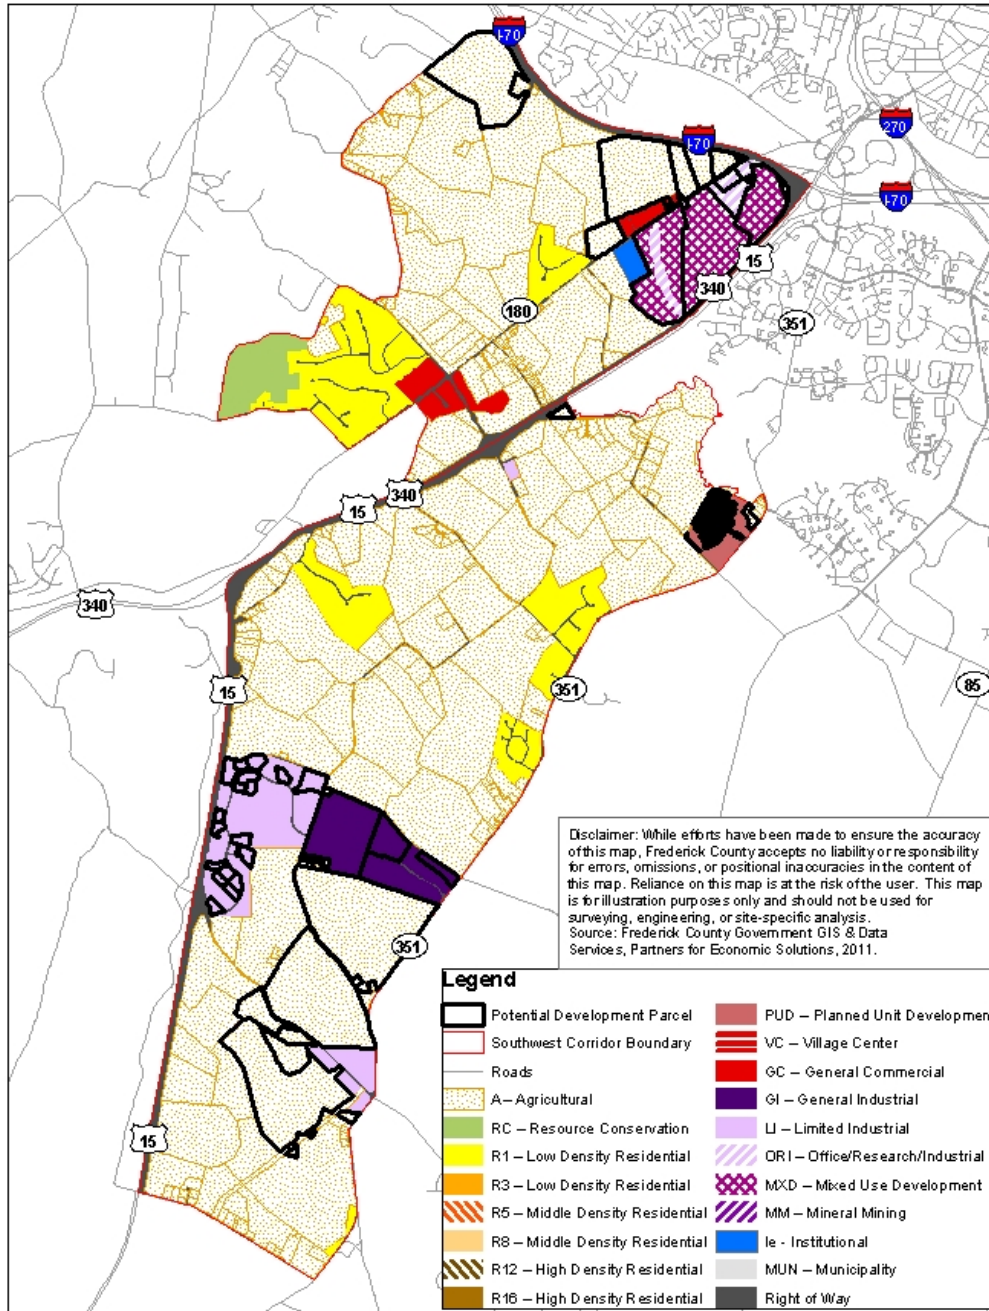 I-70
270
I-70
I-70
15
340
351
180
340
15
340
15
351
85
Disclaimer: While efforts have been made to ensure the accuracy
of this map, Frederick County accepts no liability or responsibility
for errors, omissions, or positional inaccuracies in the content of
this map. Reliance on this map is at the risk of the user. This map
is for illustration purposes only and should not be used for
surveying, engineering, or site-specific analysis.
Source: Frederick County Government GIS & Data
Services, Partners for Economic Solutions, 2011.
351
15
Legend
Potential Development Parcel
Southwest Corridor Boundary
Roads
A – Agricultural
RC – Resource Conservation
R1 – Low Density Residential
R3 – Low Density Residential
R5 – Middle Density Residential
R8 – Middle Density Residential
R12 – High Density Residential
R16 – High Density Residential
PUD – Planned Unit Developmen
VC – Village Center
GC – General Commercial
GI – General Industrial
LI – Limited Industrial
ORI – Office/Research/Industrial
MXD – Mixed Use Development
MM – Mineral Mining
Ie - Institutional
MUN – Municipality
Right of Way